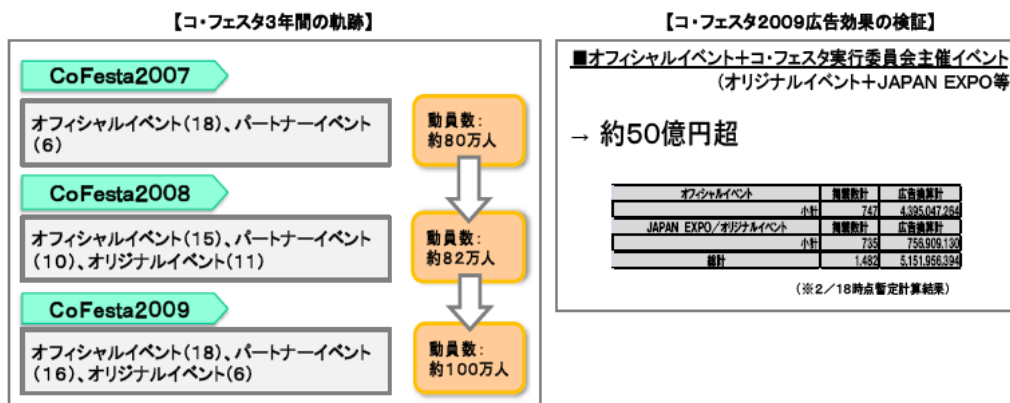 【コ・フェスタ3年間の軌跡】
CoFesta2007
オフィシャルイベント(18)、パートナーイベント
(6)
動員数:
約80万人
CoFesta2008
オフィシャルイベント(15)、パートナーイベント
(10)、オリジナルイベント(11)
動員数:
約82万人
CoFesta2009
オフィシャルイベント(18)、パートナーイベント
(16)、オリジナルイベント(6)
動員数:
約100万人
【コ・フェスタ2009広告効果の検証】
■オフィシャルイベント+コ・フェスタ実行委員会主催イベント
(オリジナルイベント+JAPAN EXPO等
→ 約50億円超
オフィシャルイベント 掲載数計 広告換算計
小計 747 4,395,047,264
JAPAN EXPO/オリジナルイベント 掲載数計 広告換算計
小計 735 756,909,130
総計 1,482 5,151,956,394
(※2/18時点暫定計算結果)